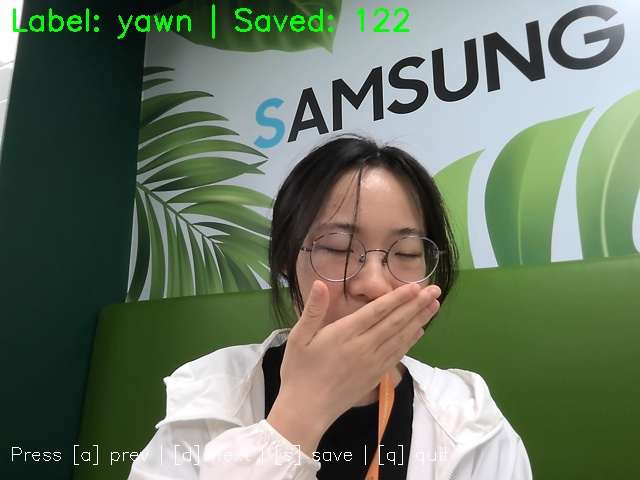 Label: yawn | Saved: 122
SAMSUNG
Press [a] prev | [d] next | [s] save | [q] quit